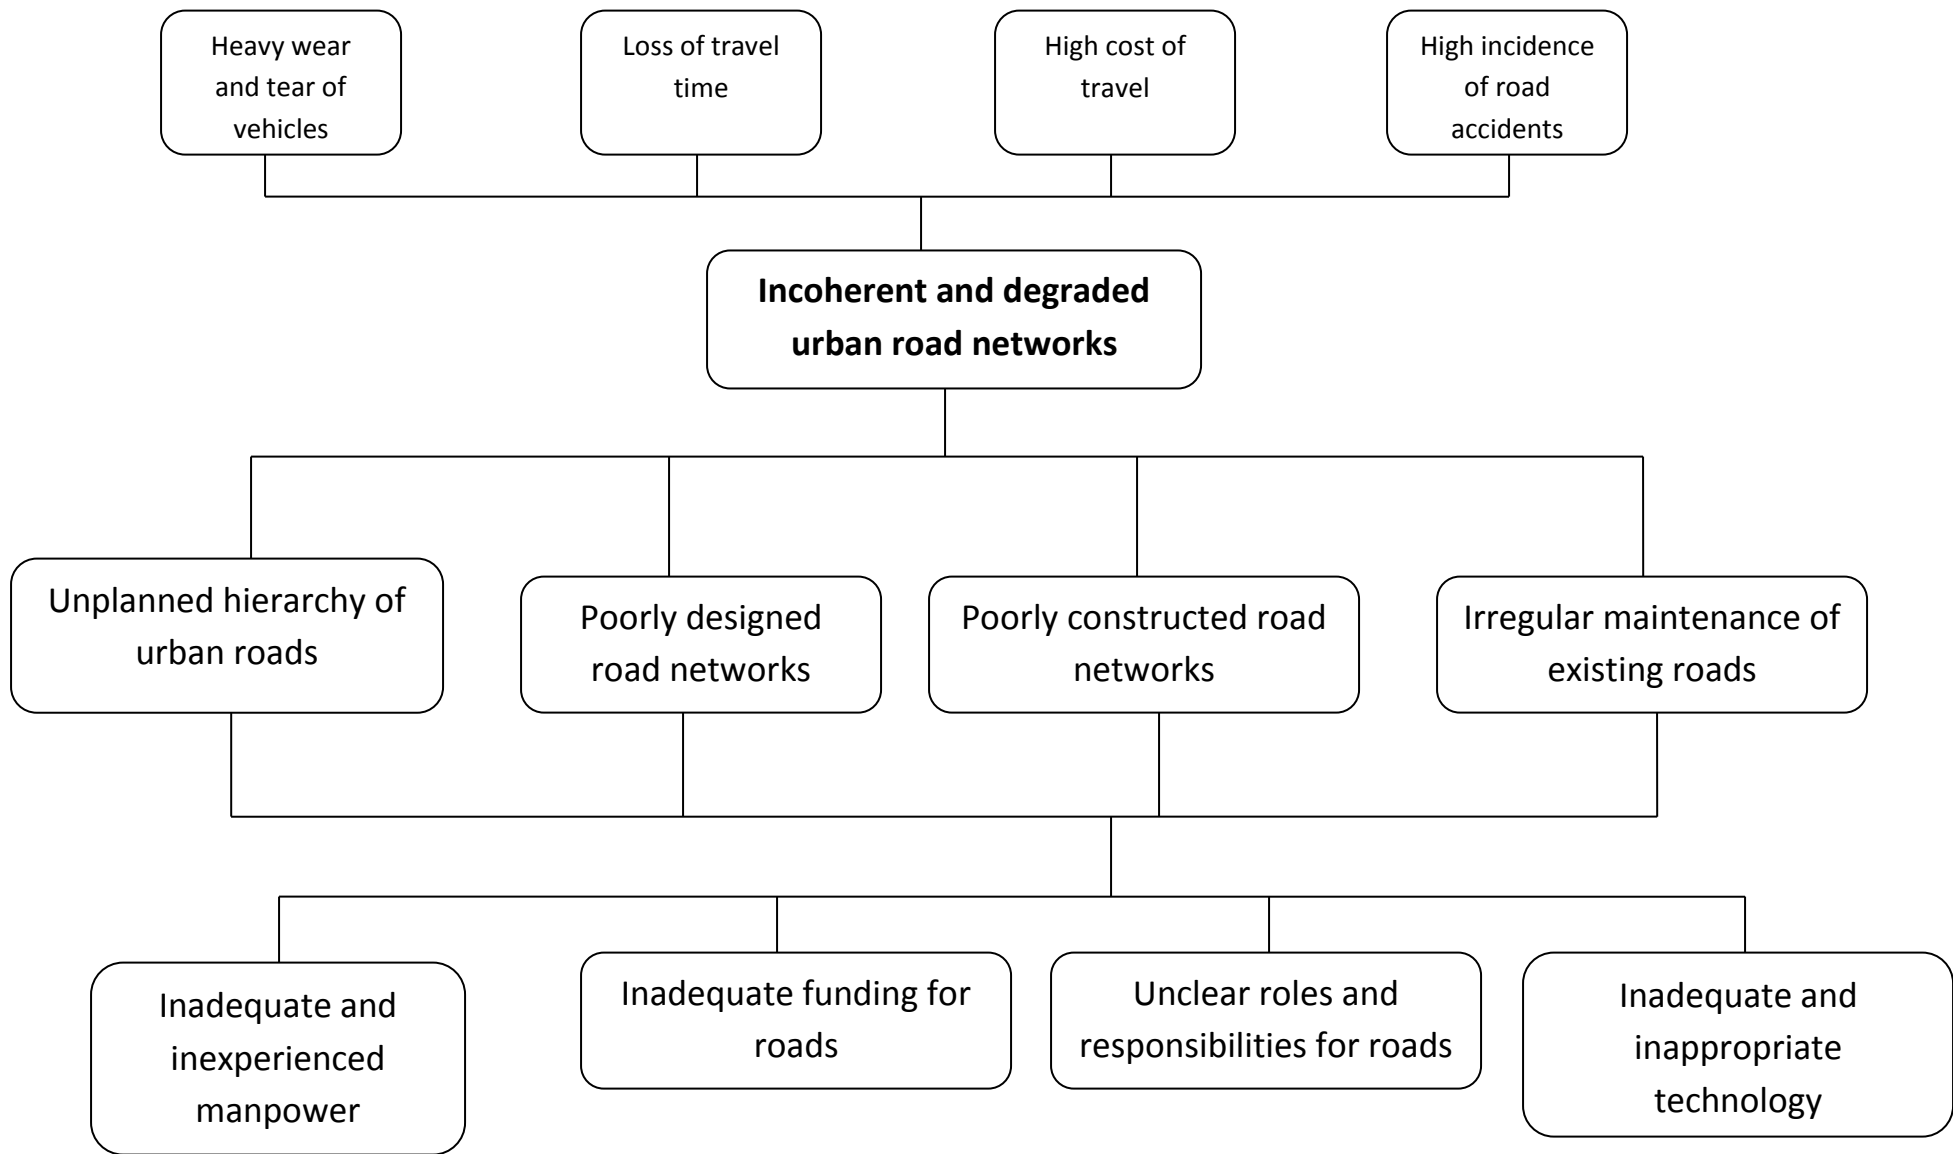 Heavy wear
and tear of
vehicles
Loss of travel
time
High cost of
travel
High incidence
of road
accidents
Incoherent and degraded
urban road networks
Unplanned hierarchy of
urban roads
Poorly designed
road networks
Poorly constructed road
networks
Irregular maintenance of
existing roads
Inadequate and
inexperienced
manpower
Inadequate funding for
roads
Unclear roles and
responsibilities for roads
Inadequate and
inappropriate
technology